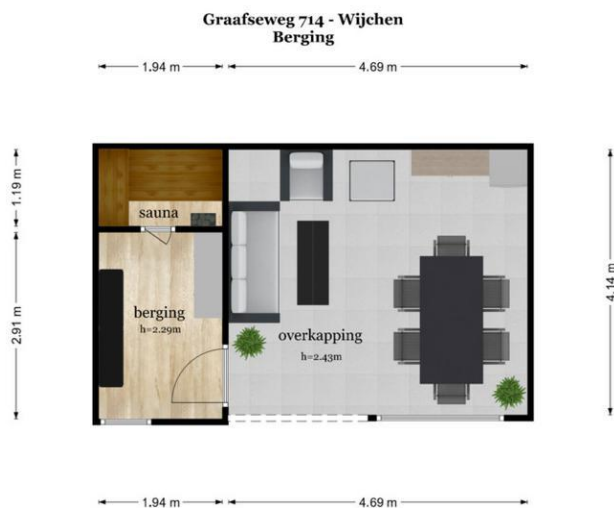 Graafseweg 714 - Wijchen
Berging
1.94 m
4.69 m
1.19 m
sauna
2.91 m
berging
h=2.29m
overkapping
h=2.43m
4.14 m
1.94 m
4.69 m